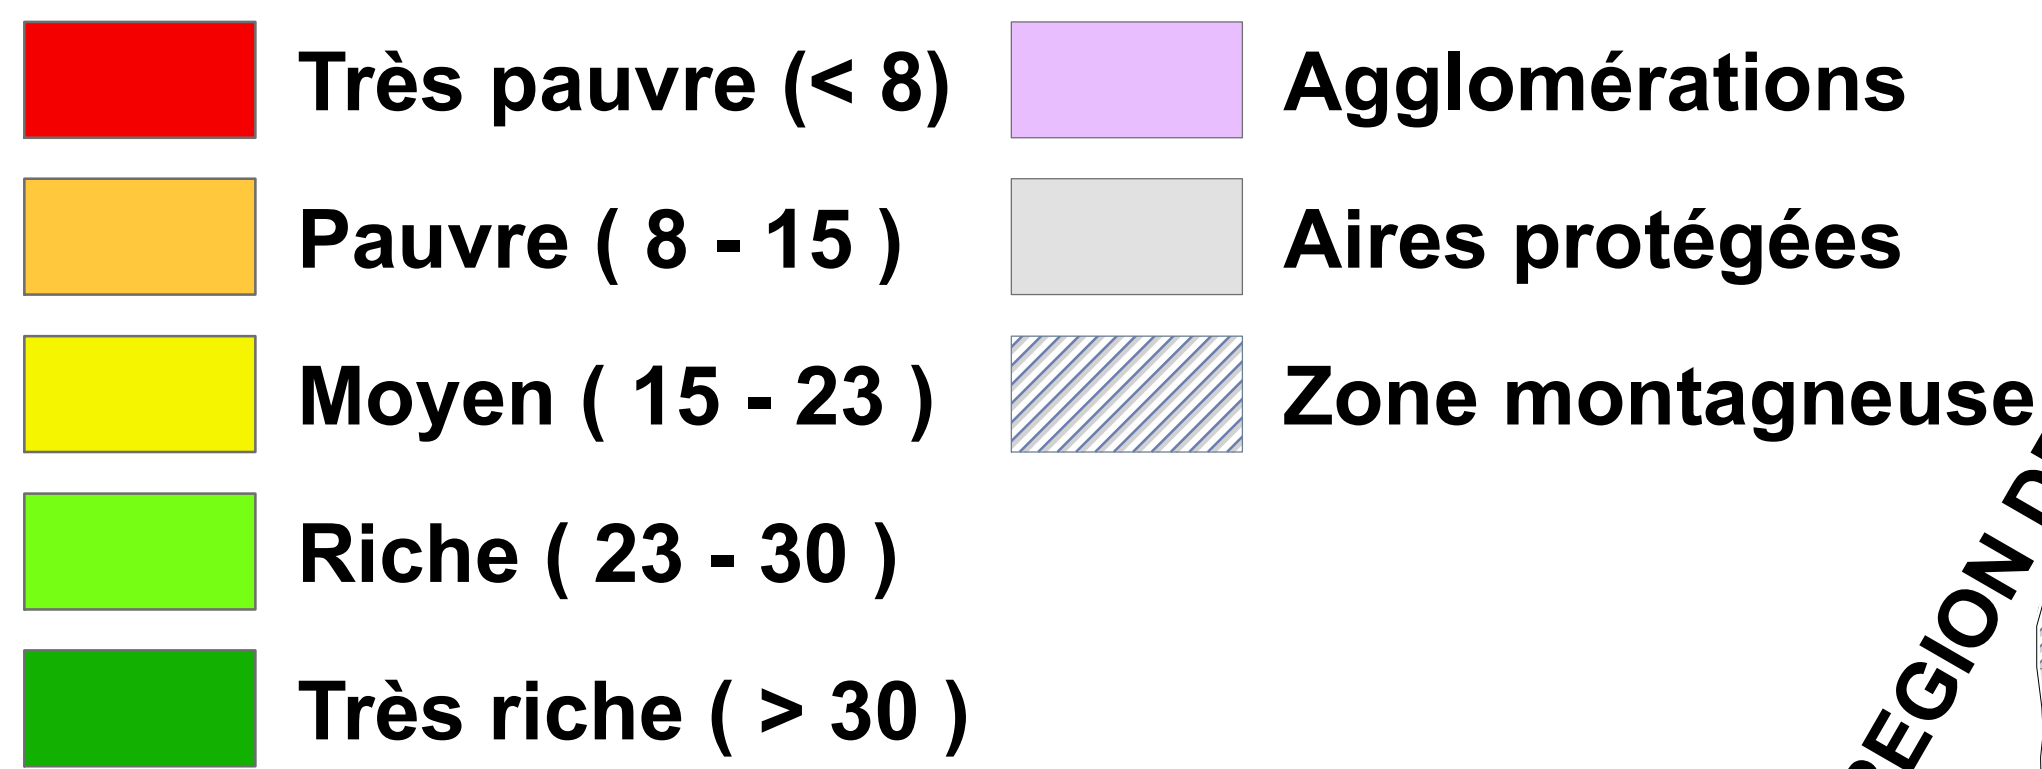 Très pauvre (< 8)
Pauvre ( 8 - 15 )
Moyen ( 15 - 23 )
Riche ( 23 - 30 )
Très riche ( > 30 )
Agglomérations
Aires protégées
Zone montagneuse